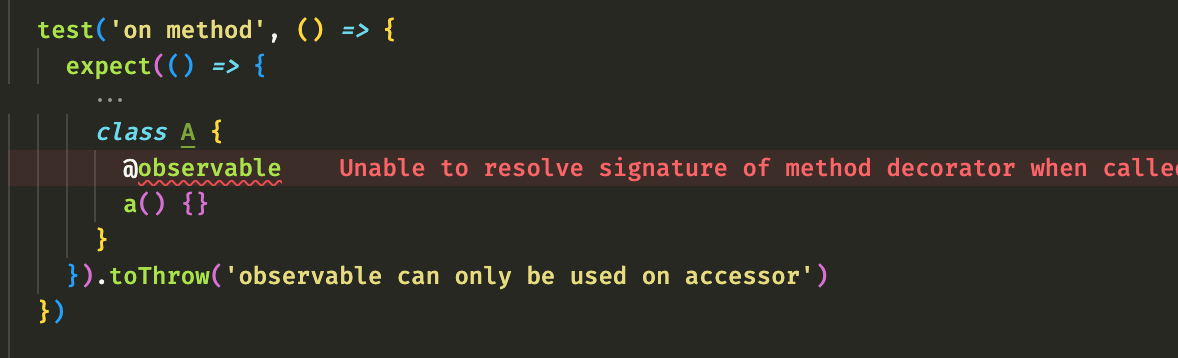 test('on method', () => {
expect(() => {
...
class A {
@observable Unable to resolve signature of method decorator when called
a() {}
}
}).toThrow('observable can only be used on accessor')
})